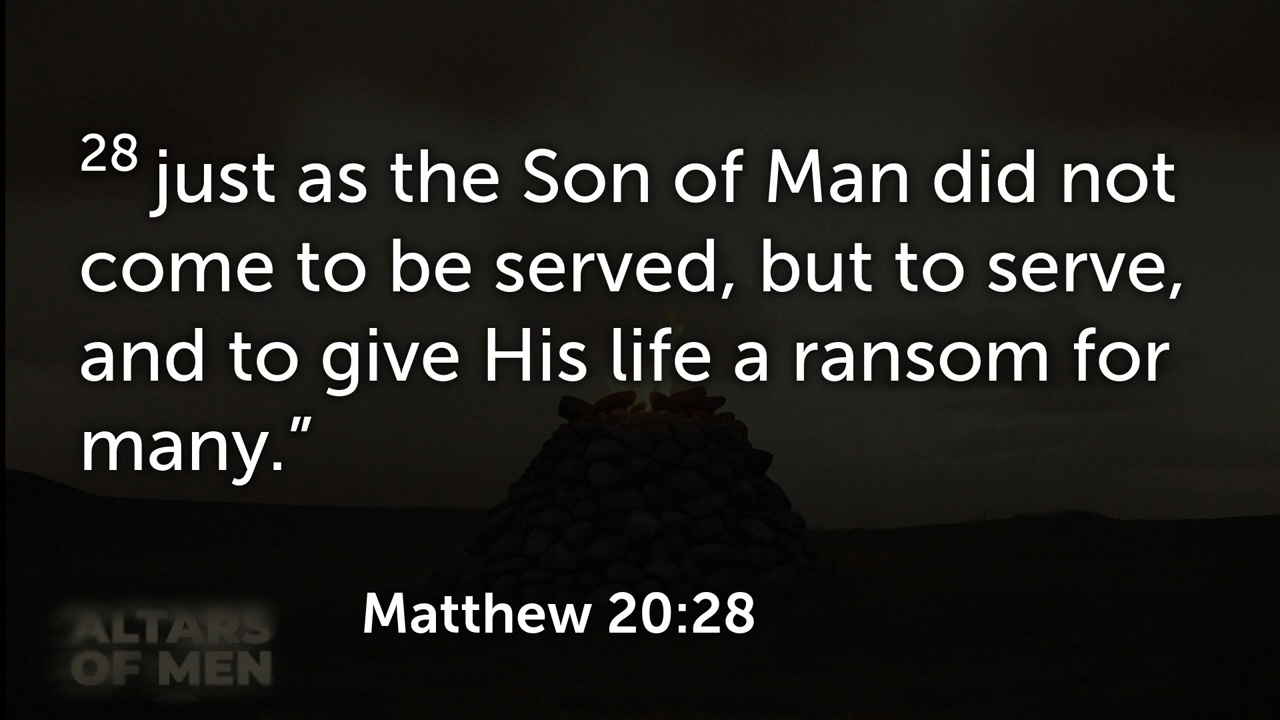 28 just as the Son of Man did not
come to be served, but to serve,
and to give His life a ransom for
many.”
Matthew 20:28
ALTARS
OF MEN